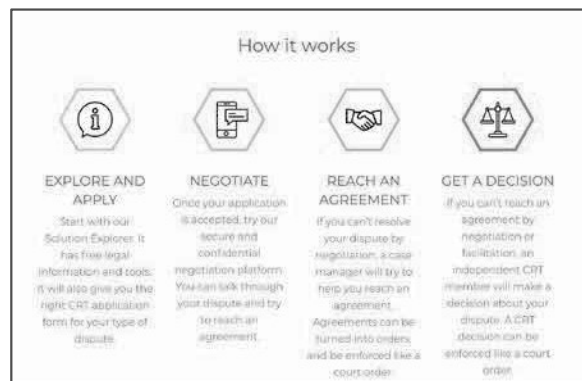 How it works
EXPLORE AND
APPLY
Start with our
Solution Explorer. It
has free legal
information and tools.
It will also give you the
right CRT application
form for your type of
dispute.
NEGOTIATE
Once your application
is accepted, try our
secure and
confidential
negotiation platform.
You can talk through
your dispute and try
to reach an
agreement.
REACH AN
AGREEMENT
If you can't resolve
your dispute by
negotiation, a case
manager will try to
help you reach an
agreement.
Agreements can be
turned into orders
and be enforced like a
court order.
GET A DECISION
If you can't reach an
agreement by
negotiation or
facilitation, an
independent CRT
member will make a
decision about your
dispute. A CRT
decision can be
enforced like a court
order.